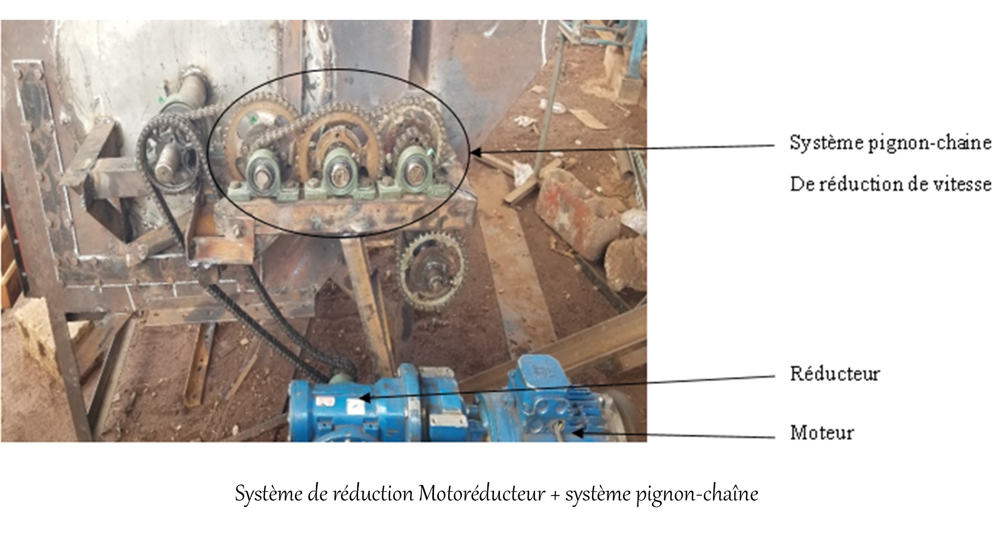 Système pignon-chaine
De réduction de vitesse
Réducteur
Moteur
Système de réduction Motoréducteur + système pignon-chaîne